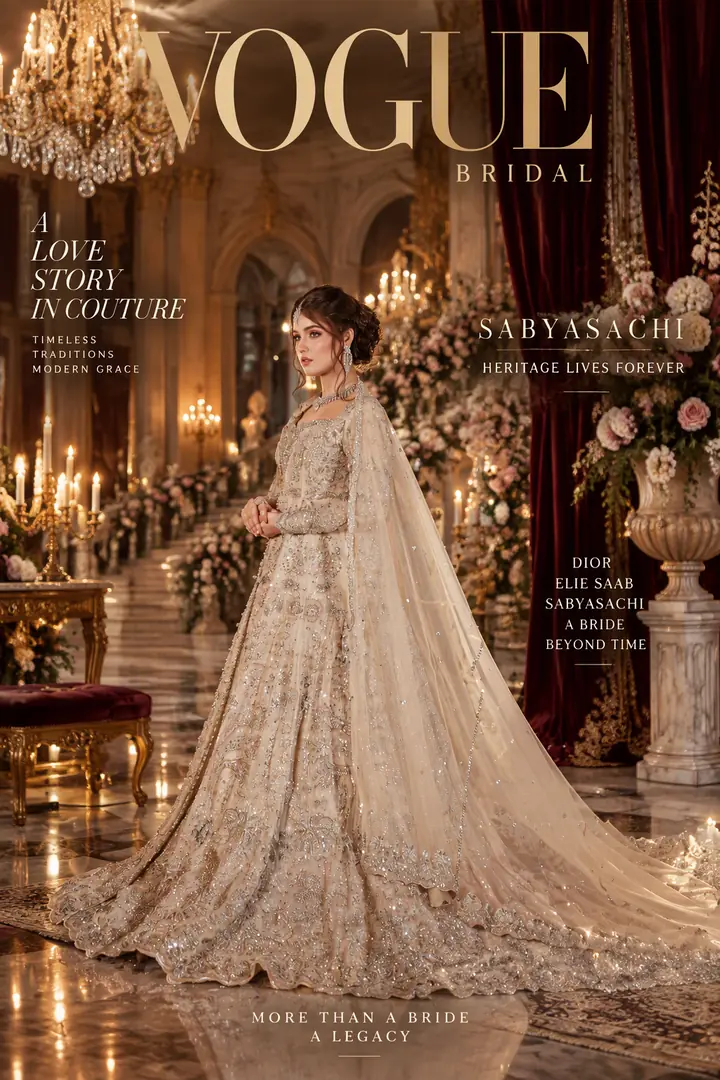 VOGUE
BRIDAL
A
LOVE
STORY
IN COUTURE
TIMELESS
TRADITIONS
MODERN GRACE
SABYASACHI
HERITAGE LIVES FOREVER
DIOR
ELIE SAAB
SABYASACHI
A BRIDE
BEYOND TIME
MORE THAN A BRIDE
A LEGACY